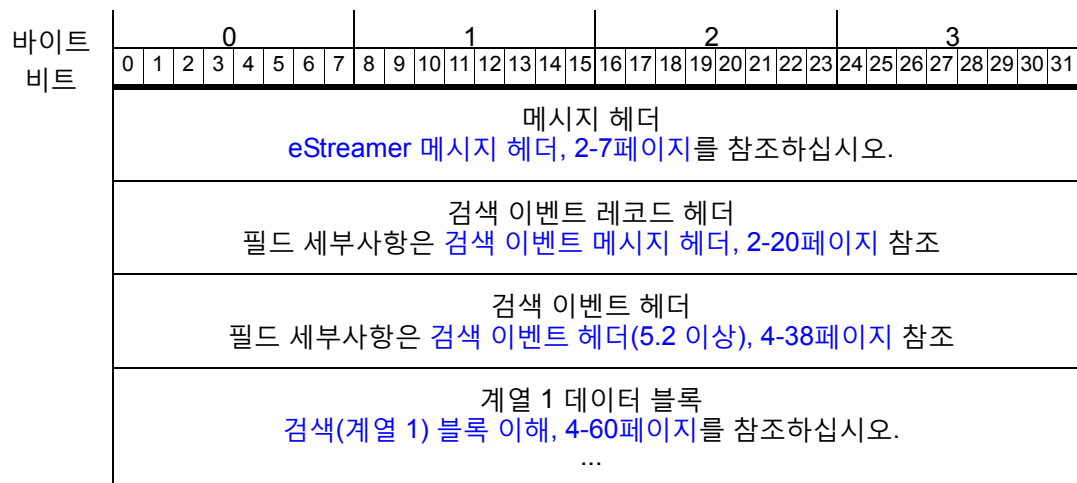 바이트 0 1 2 3
비트 0 1 2 3 4 5 6 7 8 9 10 11 12 13 14 15 16 17 18 19 20 21 22 23 24 25 26 27 28 29 30 31
메시지 헤더
eStreamer 메시지 헤더, 2-7페이지를 참조하십시오.
검색 이벤트 레코드 헤더
필드 세부사항은 검색 이벤트 메시지 헤더, 2-20페이지 참조
검색 이벤트 헤더
필드 세부사항은 검색 이벤트 헤더(5.2 이상), 4-38페이지 참조
계열 1 데이터 블록
검색(계열 1) 블록 이해, 4-60페이지를 참조하십시오.
...